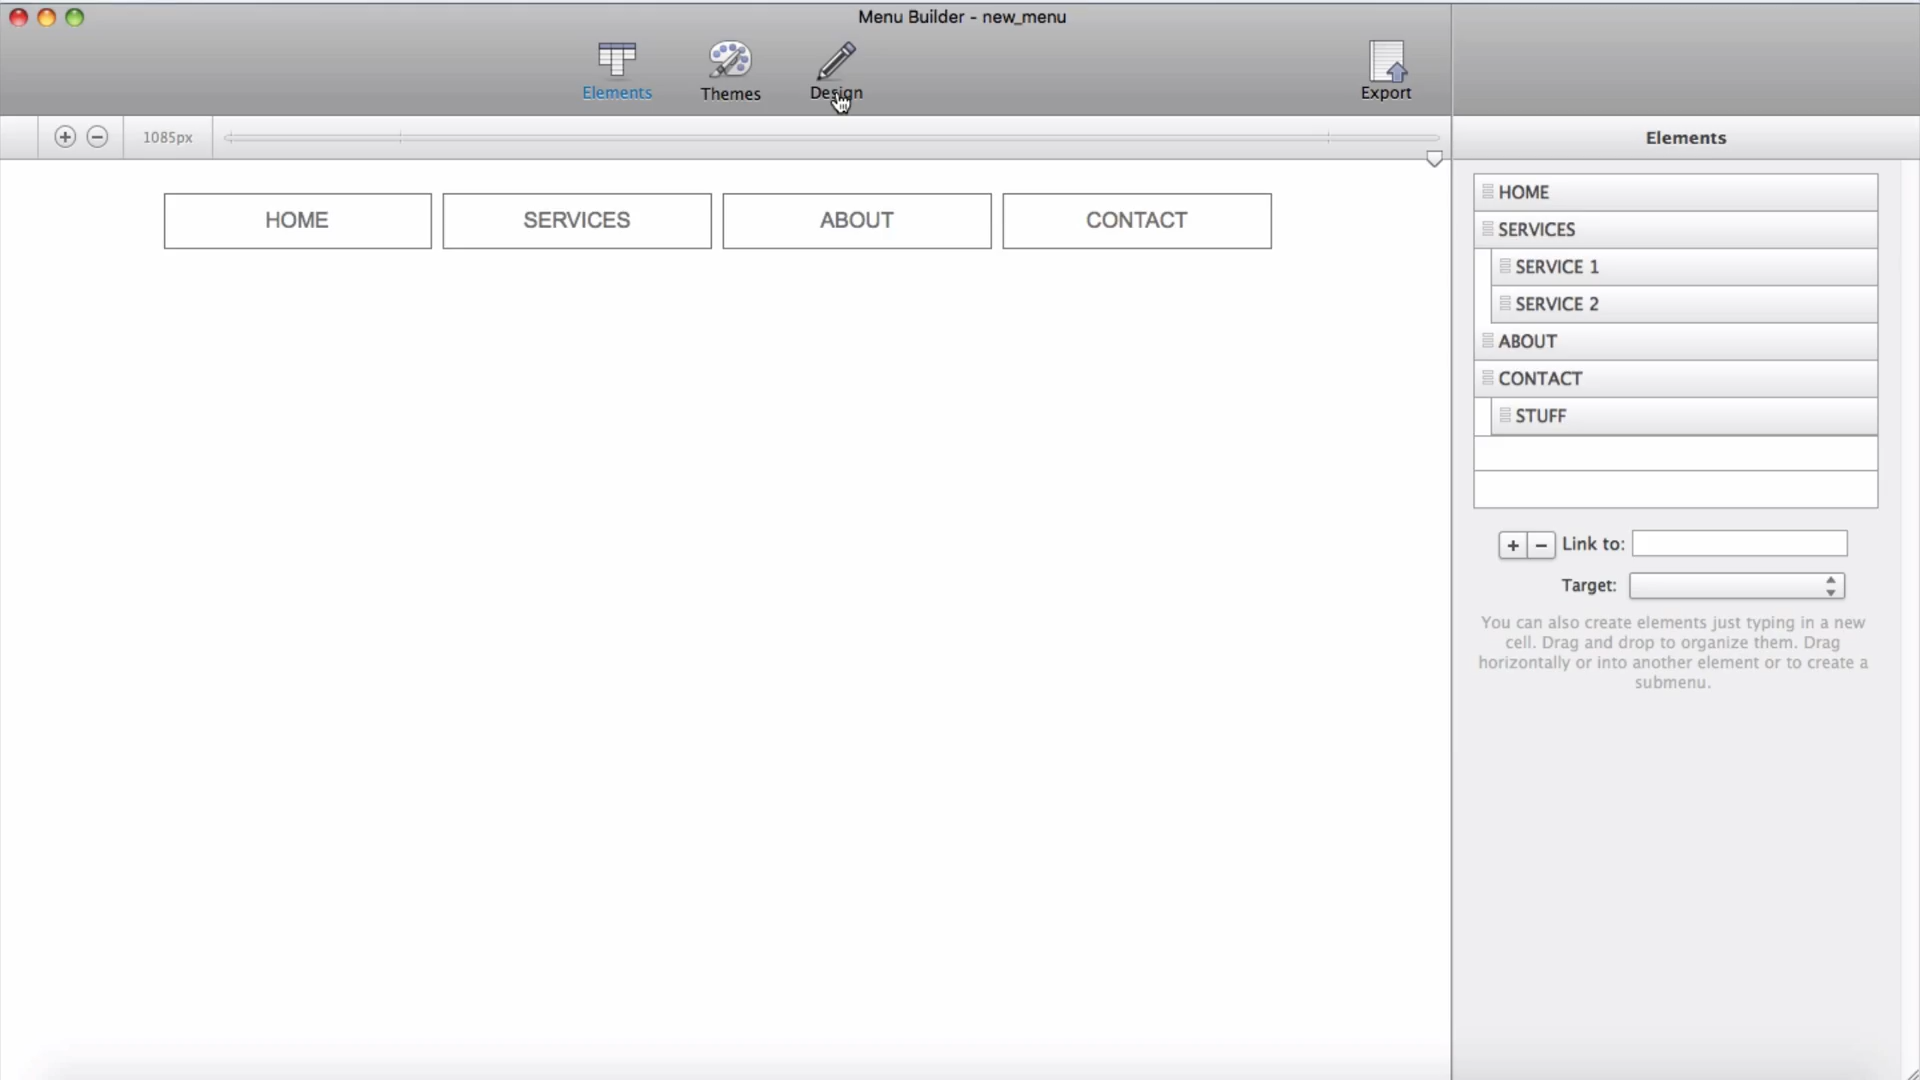 Menu Builder - new_menu
Elements
Themes
Design
Export
1085px
Elements
HOME
SERVICES
ABOUT
CONTACT
HOME
SERVICES
SERVICE 1
SERVICE 2
ABOUT
CONTACT
STUFF
Link to:
Target:
You can also create elements just typing in a new
cell. Drag and drop to organize them. Drag
horizontally or into another element or to create a
submenu.